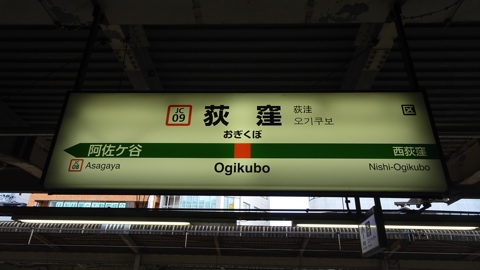 JC
09
荻窪
荻洼
오기쿠보
区
おぎくぼ
阿佐ケ谷
西荻窪
JC
08
Asagaya
Ogikubo
Nishi-Ogikubo